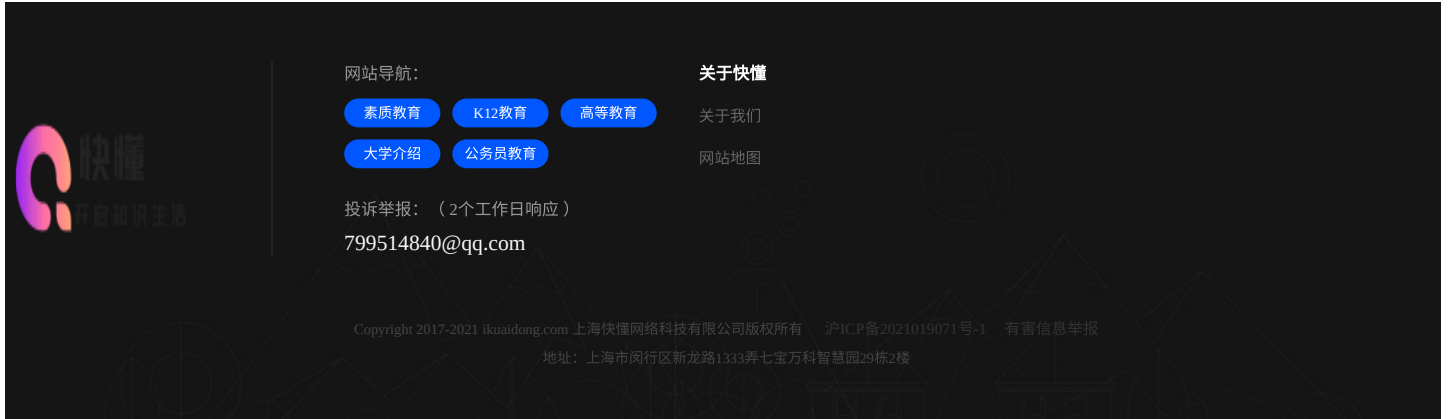 快懂
开启知识生活
网站导航：
素质教育
K12教育
高等教育
大学介绍
公务员教育
投诉举报：（ 2个工作日响应 ）
799514840@qq.com
关于快懂
关于我们
网站地图
Copyright 2017-2021 ikuaidong.com 上海快懂网络科技有限公司版权所有 沪ICP备2021019071号-1 有害信息举报
地址：上海市闵行区新龙路1333弄七宝万科智慧园29栋2楼